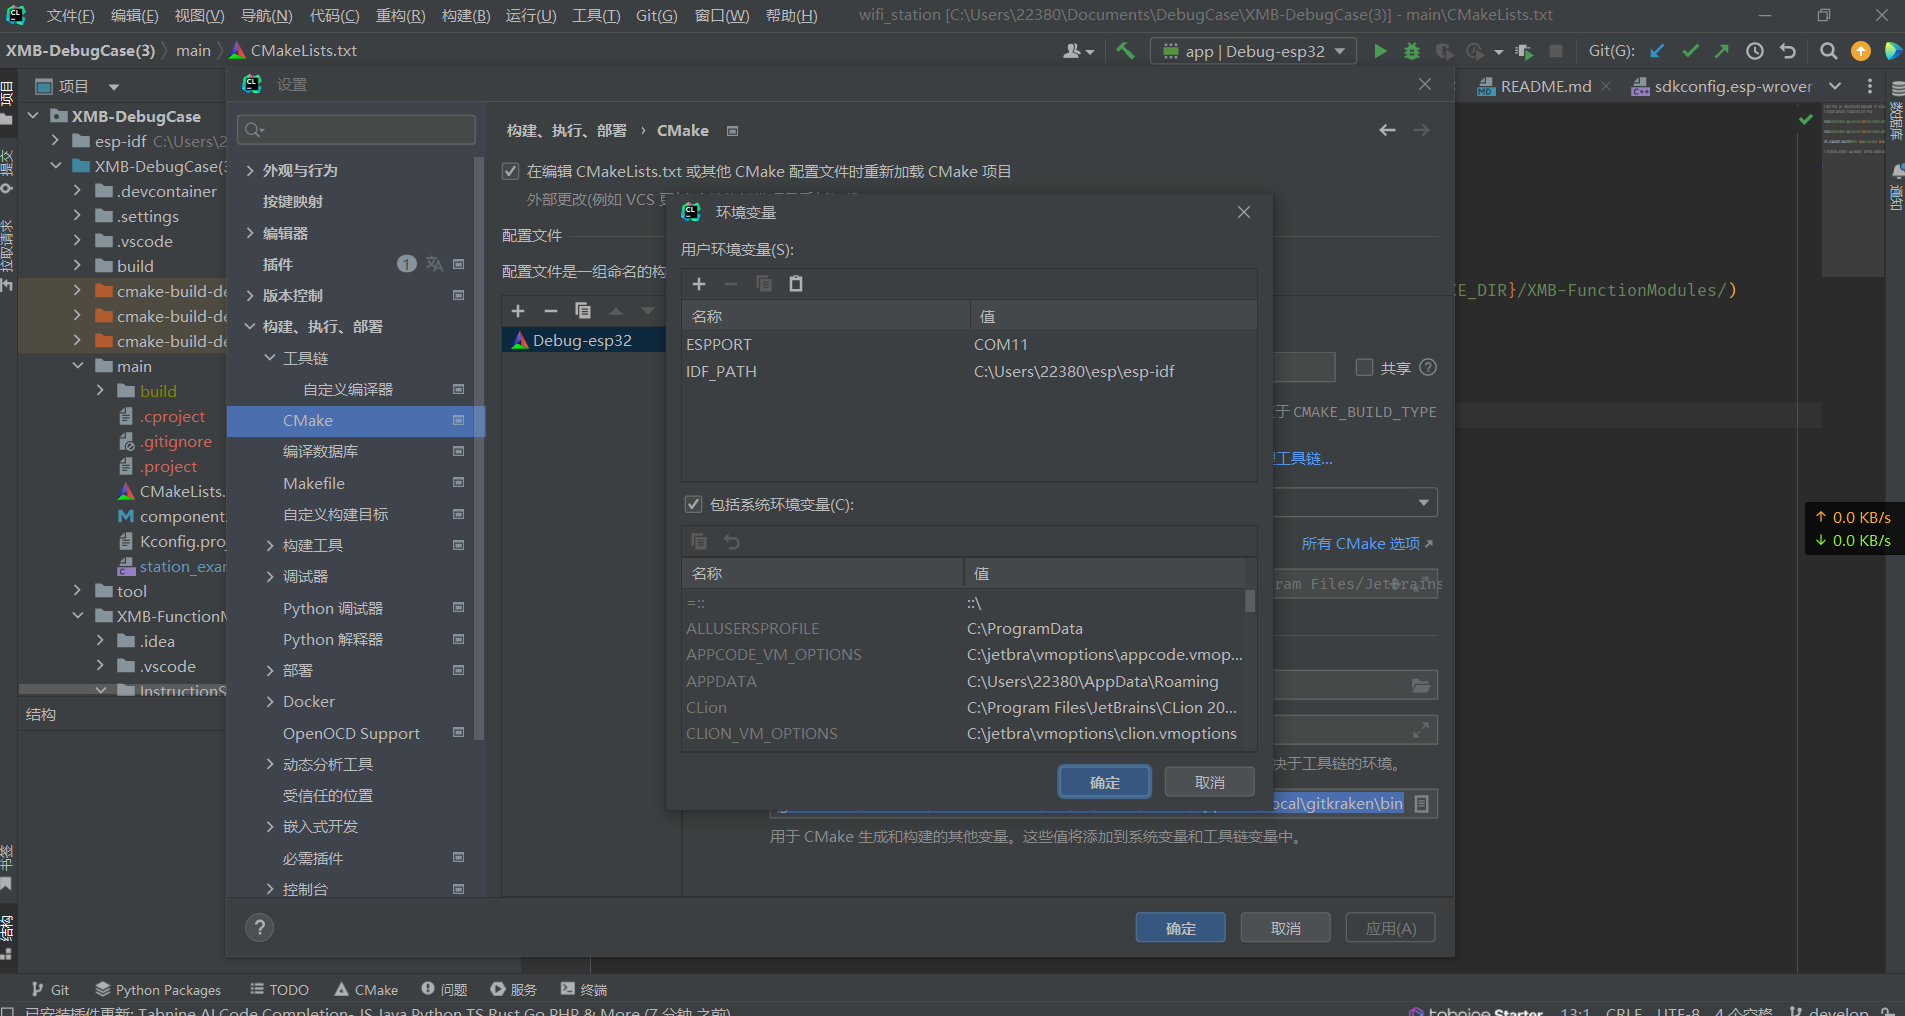 文件(F) 编辑(E) 视图(V) 导航(N) 代码(C) 重构(R) 构建(B) 运行(U) 工具(T) Git(G) 窗口(W) 帮助(H) wifi_station [C:\Users\22380\Documents\DebugCase\XMB-DebugCase(3)] - main\CMakeLists.txt
XMB-DebugCase(3) main CMakeLists.txt app | Debug-esp32 Git(G):
项目
设置
README.md
sdkconfig.esp-wrover
项目
提交
拉取请求
书签
结构
数据库
通知
XMB-DebugCase
esp-idf C:\Users\2
XMB-DebugCase(3
.devcontainer
.settings
.vscode
build
cmake-build-de
cmake-build-de
cmake-build-de
main
build
.cproject
.gitignore
.project
CMakeLists.
component.
Kconfig.proj
station_exar
tool
XMB-FunctionM
.idea
.vscode
InstructionS
结构
外观与行为
按键映射
编辑器
插件 1
版本控制
构建、执行、部署
工具链
自定义编译器
CMake
编译数据库
Makefile
自定义构建目标
构建工具
调试器
Python 调试器
Python 解释器
部署
Docker
OpenOCD Support
动态分析工具
受信任的位置
嵌入式开发
必需插件
控制台
构建、执行、部署 › CMake
在编辑 CMakeLists.txt 或其他 CMake 配置文件时重新加载 CMake 项目
外部更改(例如 VCS 更
配置文件
配置文件是一组命名的构
Debug-esp32
环境变量
用户环境变量(S):
名称 值
ESPPORT COM11
IDF_PATH C:\Users\22380\esp\esp-idf
包括系统环境变量(C):
名称 值
=:: ::\
ALLUSERSPROFILE C:\ProgramData
APPCODE_VM_OPTIONS C:\jetbra\vmoptions\appcode.vmop...
APPDATA C:\Users\22380\AppData\Roaming
CLion C:\Program Files\JetBrains\CLion 20...
CLION_VM_OPTIONS C:\jetbra\vmoptions\clion.vmoptions
确定 取消
KE_DIR}/XMB-FunctionModules/)
共享
于 CMAKE_BUILD_TYPE
工具链...
所有 CMake 选项
ram Files/JetBrains
决于工具链的环境。
ocal\gitkraken\bin
用于 CMake 生成和构建的其他变量。这些值将添加到系统变量和工具链变量中。
? 确定 取消 应用(A)
↑ 0.0 KB/s
↓ 0.0 KB/s
Git Python Packages TODO CMake 问题 服务 终端
已安装插件更新: Tabnine AI Code Completion- JS Java Python TS Rust Go PHP & More (7 分钟 之前) tabnine Starter 13:1 CRLF UTF-8 4 个空格 develop